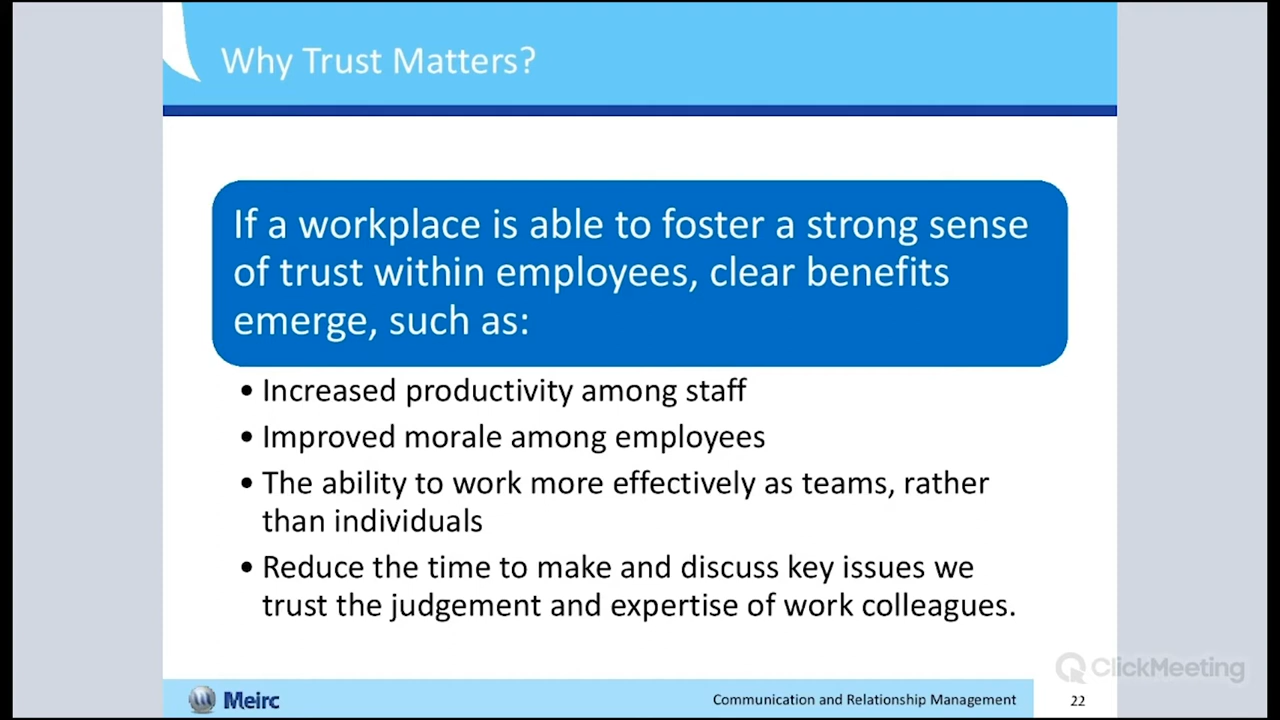 Why Trust Matters?
If a workplace is able to foster a strong sense
of trust within employees, clear benefits
emerge, such as:
• Increased productivity among staff
• Improved morale among employees
• The ability to work more effectively as teams, rather
than individuals
• Reduce the time to make and discuss key issues we
trust the judgement and expertise of work colleagues.
ClickMeeting
Meirc
Communication and Relationship Management
22